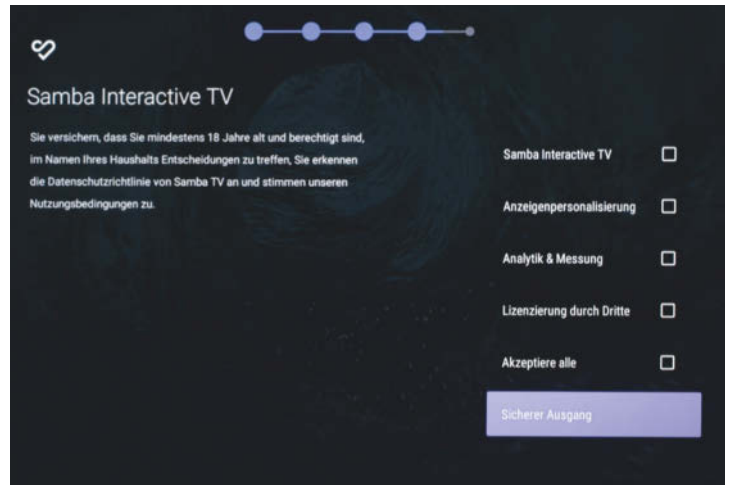 Samba Interactive TV
Sie versichern, dass Sie mindestens 18 Jahre alt und berechtigt sind,
im Namen Ihres Haushalts Entscheidungen zu treffen, Sie erkennen
die Datenschutzrichtlinie von Samba TV an und stimmen unseren
Nutzungsbedingungen zu.
Samba Interactive TV
Anzeigenpersonalisierung
Analytik & Messung
Lizenzierung durch Dritte
Akzeptiere alle
Sicherer Ausgang